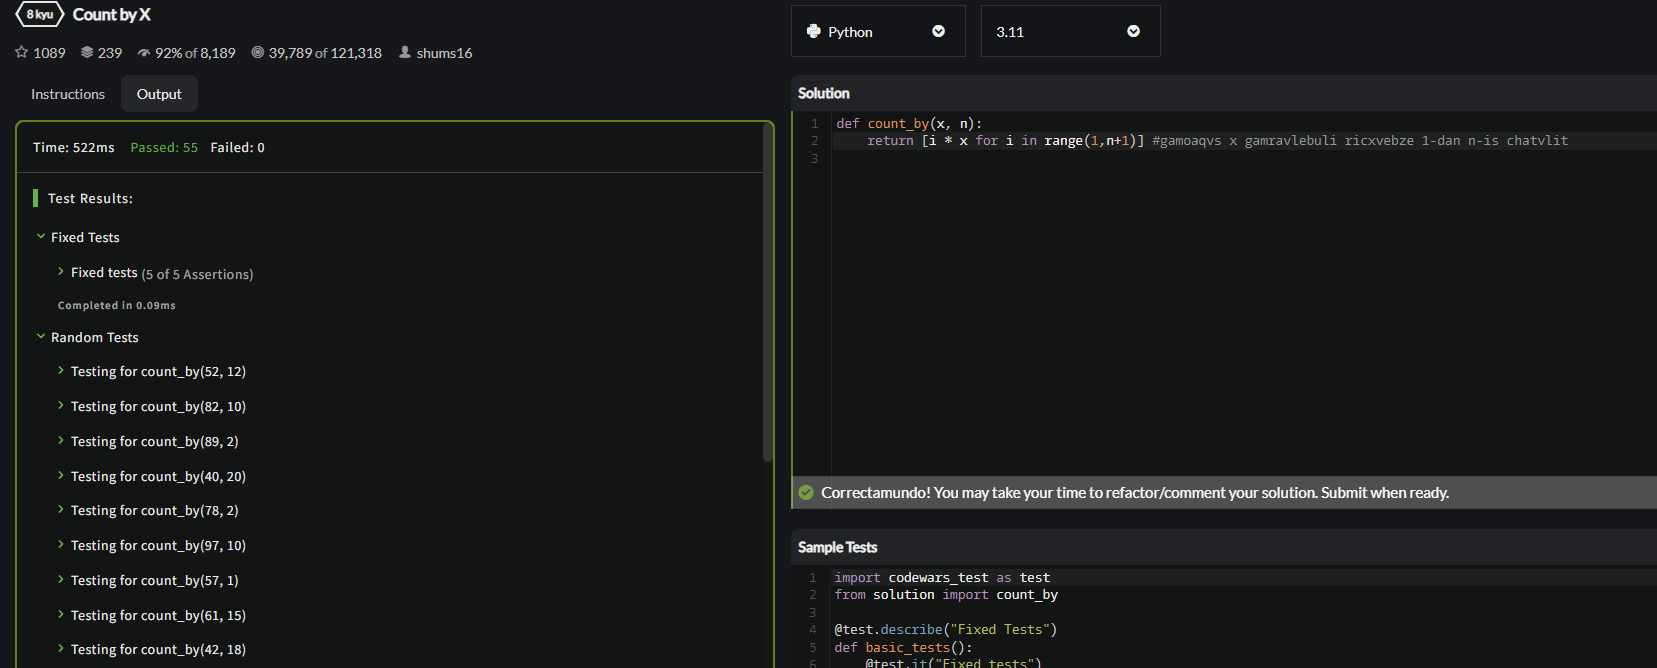 8 kyu Count by X
1089 239 92% of 8,189 39,789 of 121,318 shums16
Instructions Output
Time: 522ms Passed: 55 Failed: 0
Test Results:
Fixed Tests
Fixed tests (5 of 5 Assertions)
Completed in 0.09ms
Random Tests
Testing for count_by(52, 12)
Testing for count_by(82, 10)
Testing for count_by(89, 2)
Testing for count_by(40, 20)
Testing for count_by(78, 2)
Testing for count_by(97, 10)
Testing for count_by(57, 1)
Testing for count_by(61, 15)
Testing for count_by(42, 18)
Python 3.11
Solution
1 def count_by(x, n):
2 return [i * x for i in range(1,n+1)] #gamoaqvs x gamravlebuli ricxvebze 1-dan n-is chatvlit
3
Correctamundo! You may take your time to refactor/comment your solution. Submit when ready.
Sample Tests
1 import codewars_test as test
2 from solution import count_by
3
4 @test.describe("Fixed Tests")
5 def basic_tests():
6 @test.it("Fixed tests")